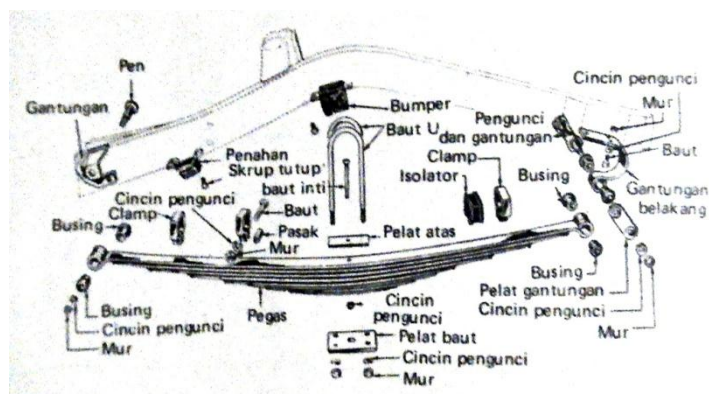 Pen
Gantungan
Bumper
Baut U
Penahan
Skrup tutup
baut inti
Cincin pengunci
Clamp
Busing
Baut
Pasak
Mur
Pelat atas
Isolator
Clamp
Pengunci
dan gantungan
Busing
Cincin pengunci
Mur
Baut
Gantungan
belakang
Busing
Pelat gantungan
Cincin pengunci
Mur
Busing
Cincin pengunci
Mur
Pegas
Cincin
pengunci
Pelat baut
Cincin pengunci
Mur